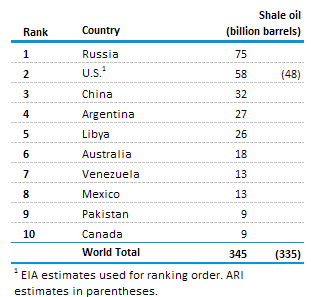 Shale oil
Rank Country (billion barrels)
1 Russia 75
2 U.S.¹ 58 (48)
3 China 32
4 Argentina 27
5 Libya 26
6 Australia 18
7 Venezuela 13
8 Mexico 13
9 Pakistan 9
10 Canada 9
World Total 345 (335)
¹ EIA estimates used for ranking order. ARI
estimates in parentheses.